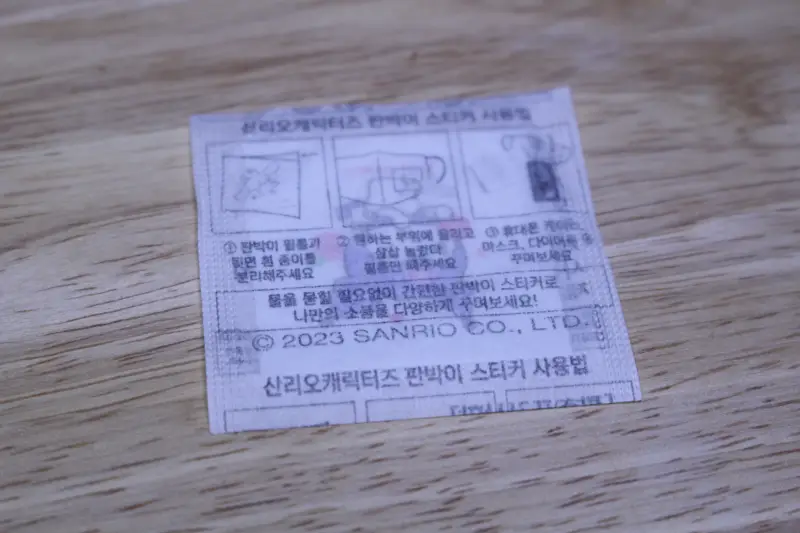 산리오캐릭터즈 판박이 스티커 사용법
① 판박이 필름과
뒷면 흰 종이를
분리해주세요
② 원하는 부위에 올리고
살살 눌렀다
필름만 떼주세요
③ 휴대폰 케이스,
마스크, 다이어리
꾸며보세요
물을 묻힐 필요없이 간편한 판박이 스티커로
나만의 소품을 다양하게 꾸며보세요!
© 2023 SANRIO CO., LTD.
산리오캐릭터즈 판박이 스티커 사용법